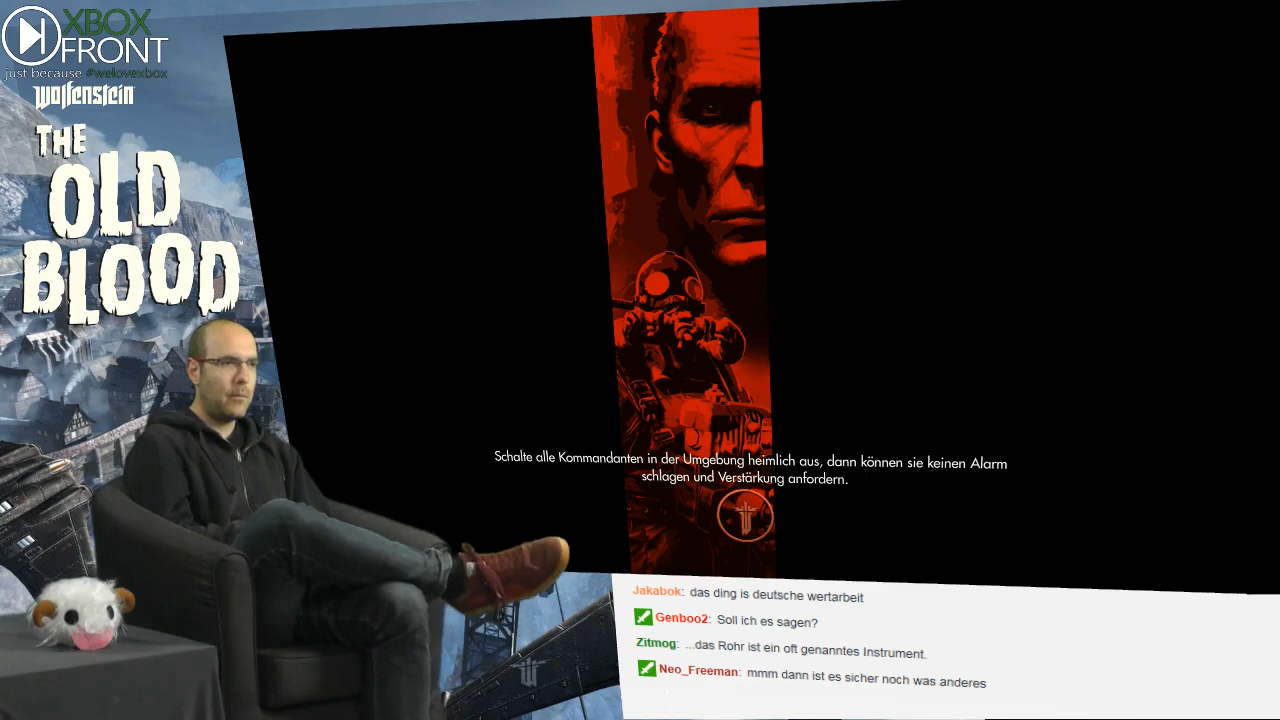 XBOX
FRONT
just because #welovexbox
Wolfenstein
THE
OLD
BLOOD™
Schalte alle Kommandanten in der Umgebung heimlich aus, dann können sie keinen Alarm
schlagen und Verstärkung anfordern.
Jakabok: das ding is deutsche wertarbeit
Genboo2: Soll ich es sagen?
Zitmog: ...das Rohr ist ein oft genanntes Instrument.
Neo_Freeman: mmm dann ist es sicher noch was anderes